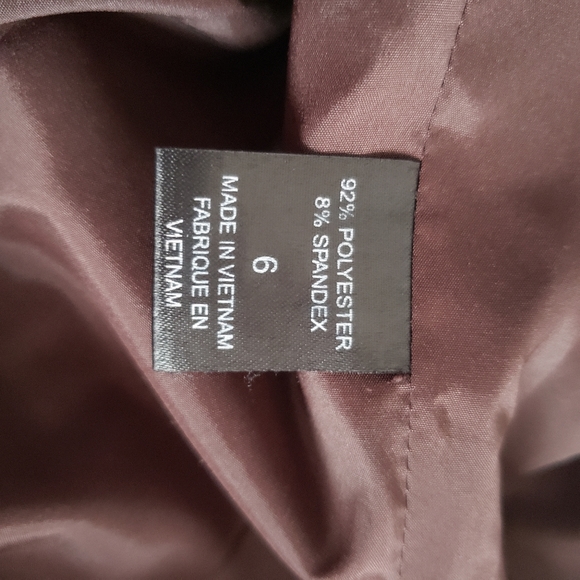 92% POLYESTER
8% SPANDEX
6
MADE IN VIETNAM
FABRIQUE EN
VIETNAM